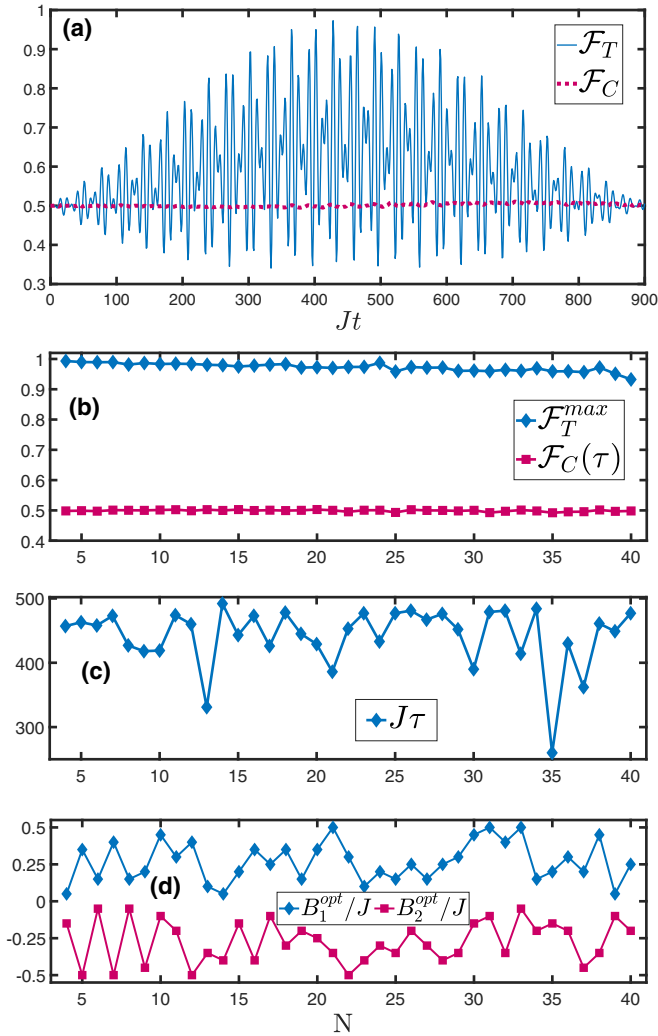 (a)
1
0.9
0.8
0.7
0.6
0.5
0.4
0.3
0 100 200 300 400 500 600 700 800 900
Jt
F_T
F_C
(b)
1
0.9
0.8
0.7
0.6
0.5
0.4
5 10 15 20 25 30 35 40
F_T^{max}
F_C(τ)
(c)
500
400
300
5 10 15 20 25 30 35 40
Jτ
(d)
0.5
0.25
0
-0.25
-0.5
5 10 15 20 25 30 35 40
B_1^{opt}/J B_2^{opt}/J
N